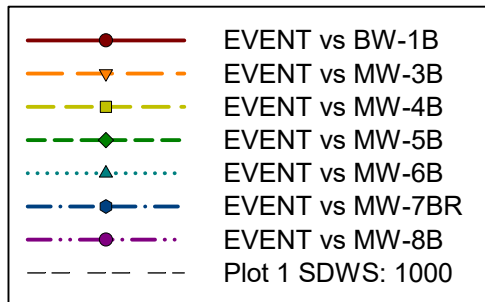 EVENT vs BW-1B
EVENT vs MW-3B
EVENT vs MW-4B
EVENT vs MW-5B
EVENT vs MW-6B
EVENT vs MW-7BR
EVENT vs MW-8B
Plot 1 SDWS: 1000